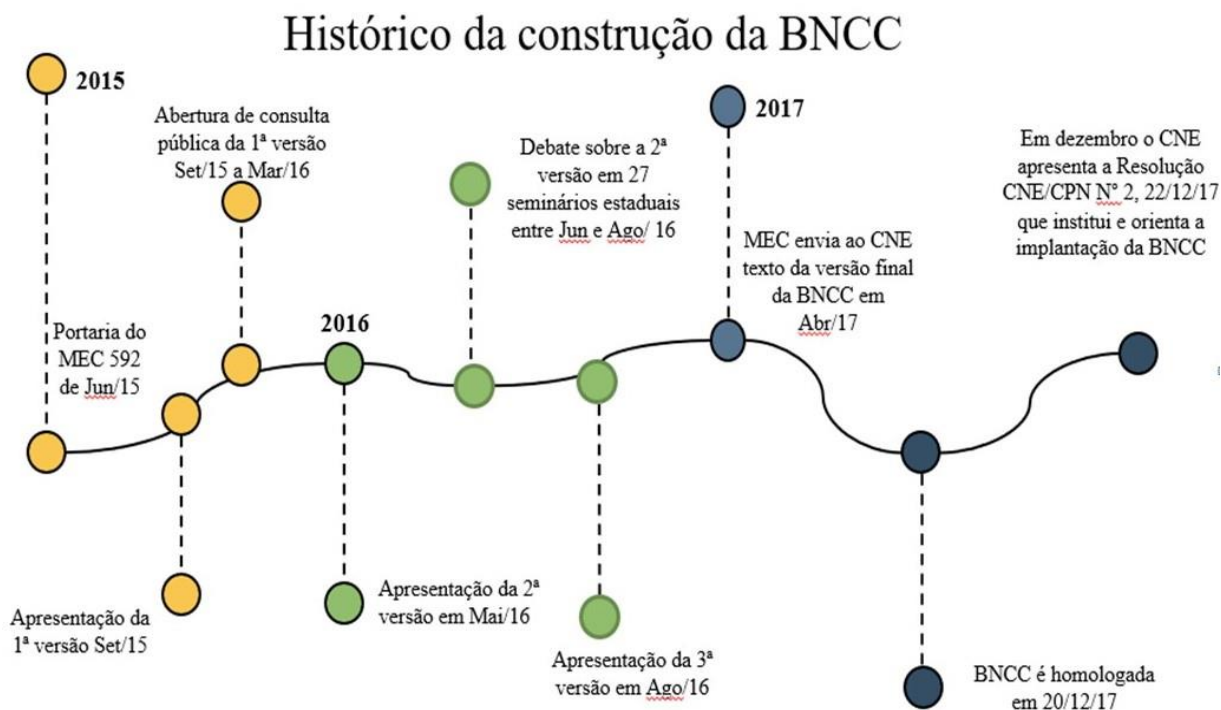 Histórico da construção da BNCC
2015
Portaria do
MEC 592
de Jun/15
Apresentação da
1ª versão Set/15
Abertura de consulta
pública da 1ª versão
Set/15 a Mar/16
2016
Apresentação da 2ª
versão em Mai/16
Debate sobre a 2ª
versão em 27
seminários estaduais
entre Jun e Ago/ 16
Apresentação da 3ª
versão em Ago/16
2017
MEC envia ao CNE
texto da versão final
da BNCC em
Abr/17
BNCC é homologada
em 20/12/17
Em dezembro o CNE
apresenta a Resolução
CNE/CPN N° 2, 22/12/17
que institui e orienta a
implantação da BNCC